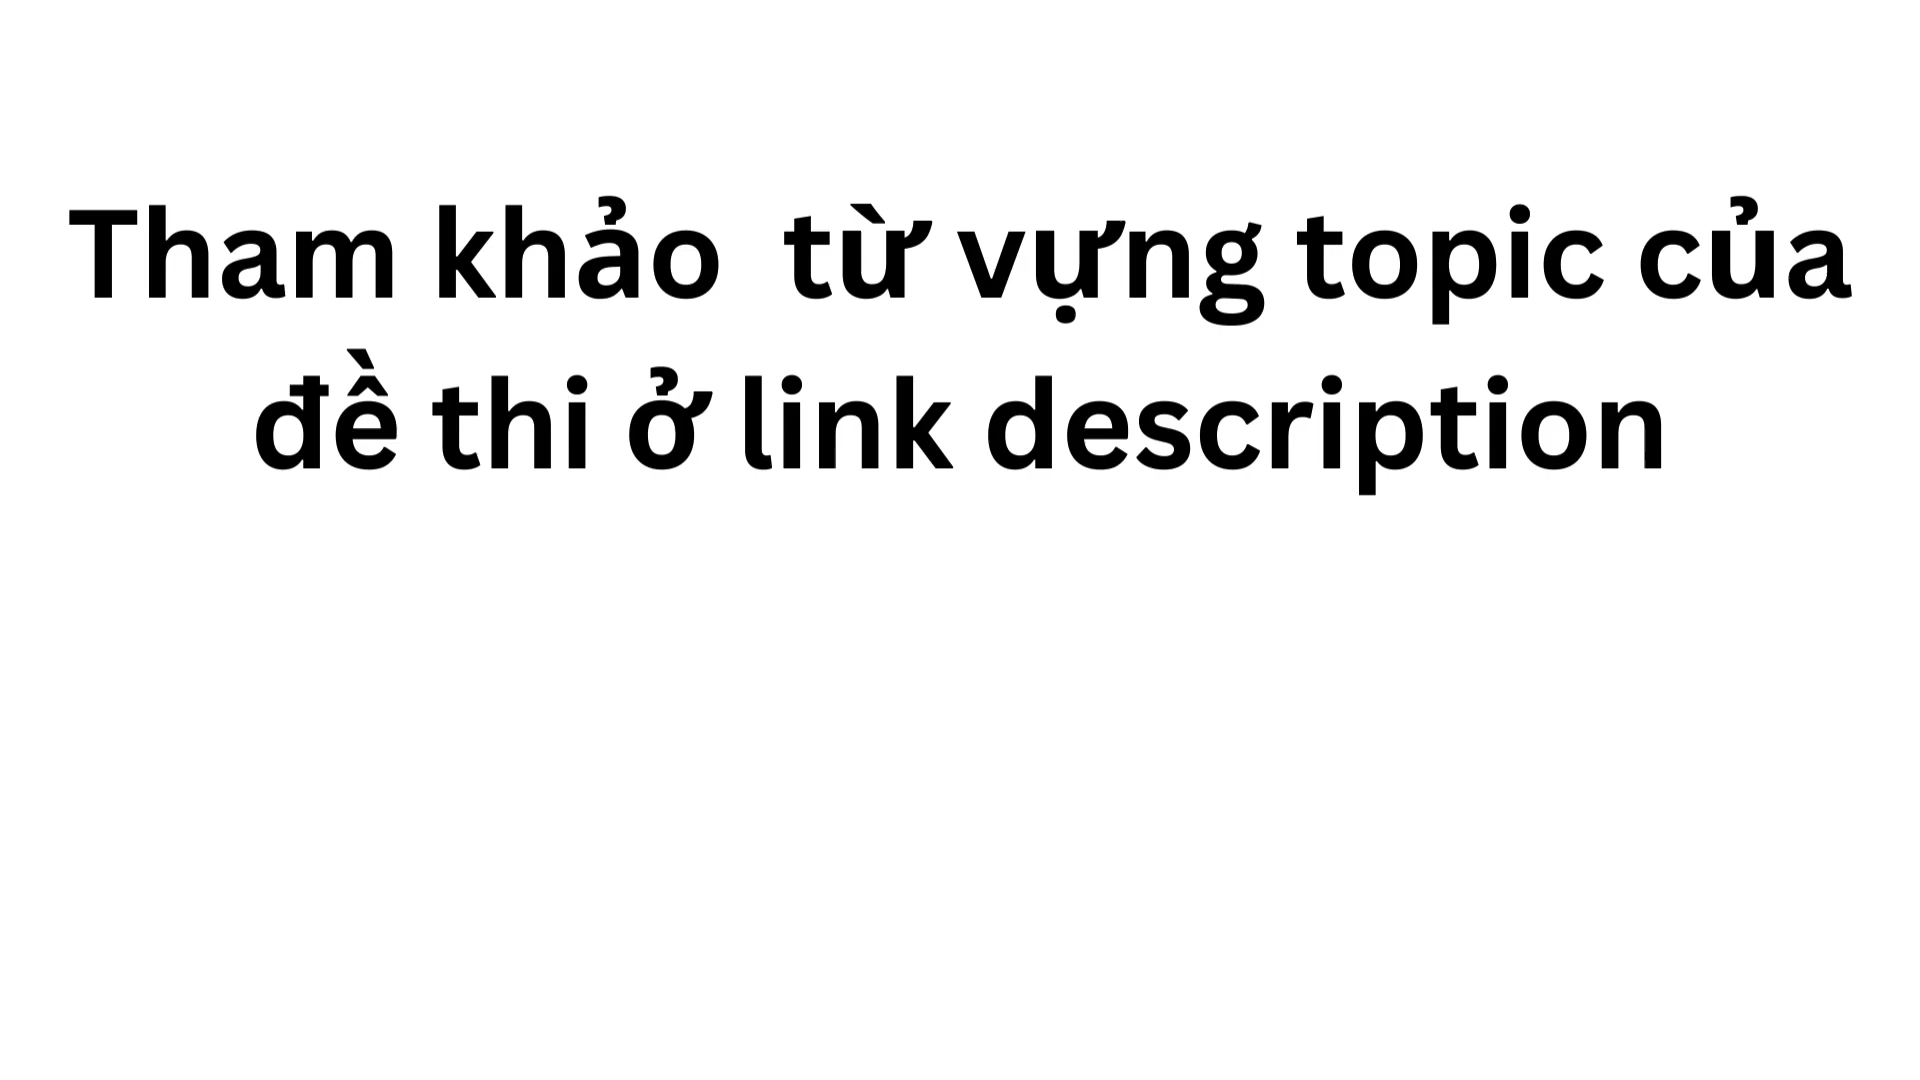 Tham khảo từ vựng topic của
đề thi ở link description